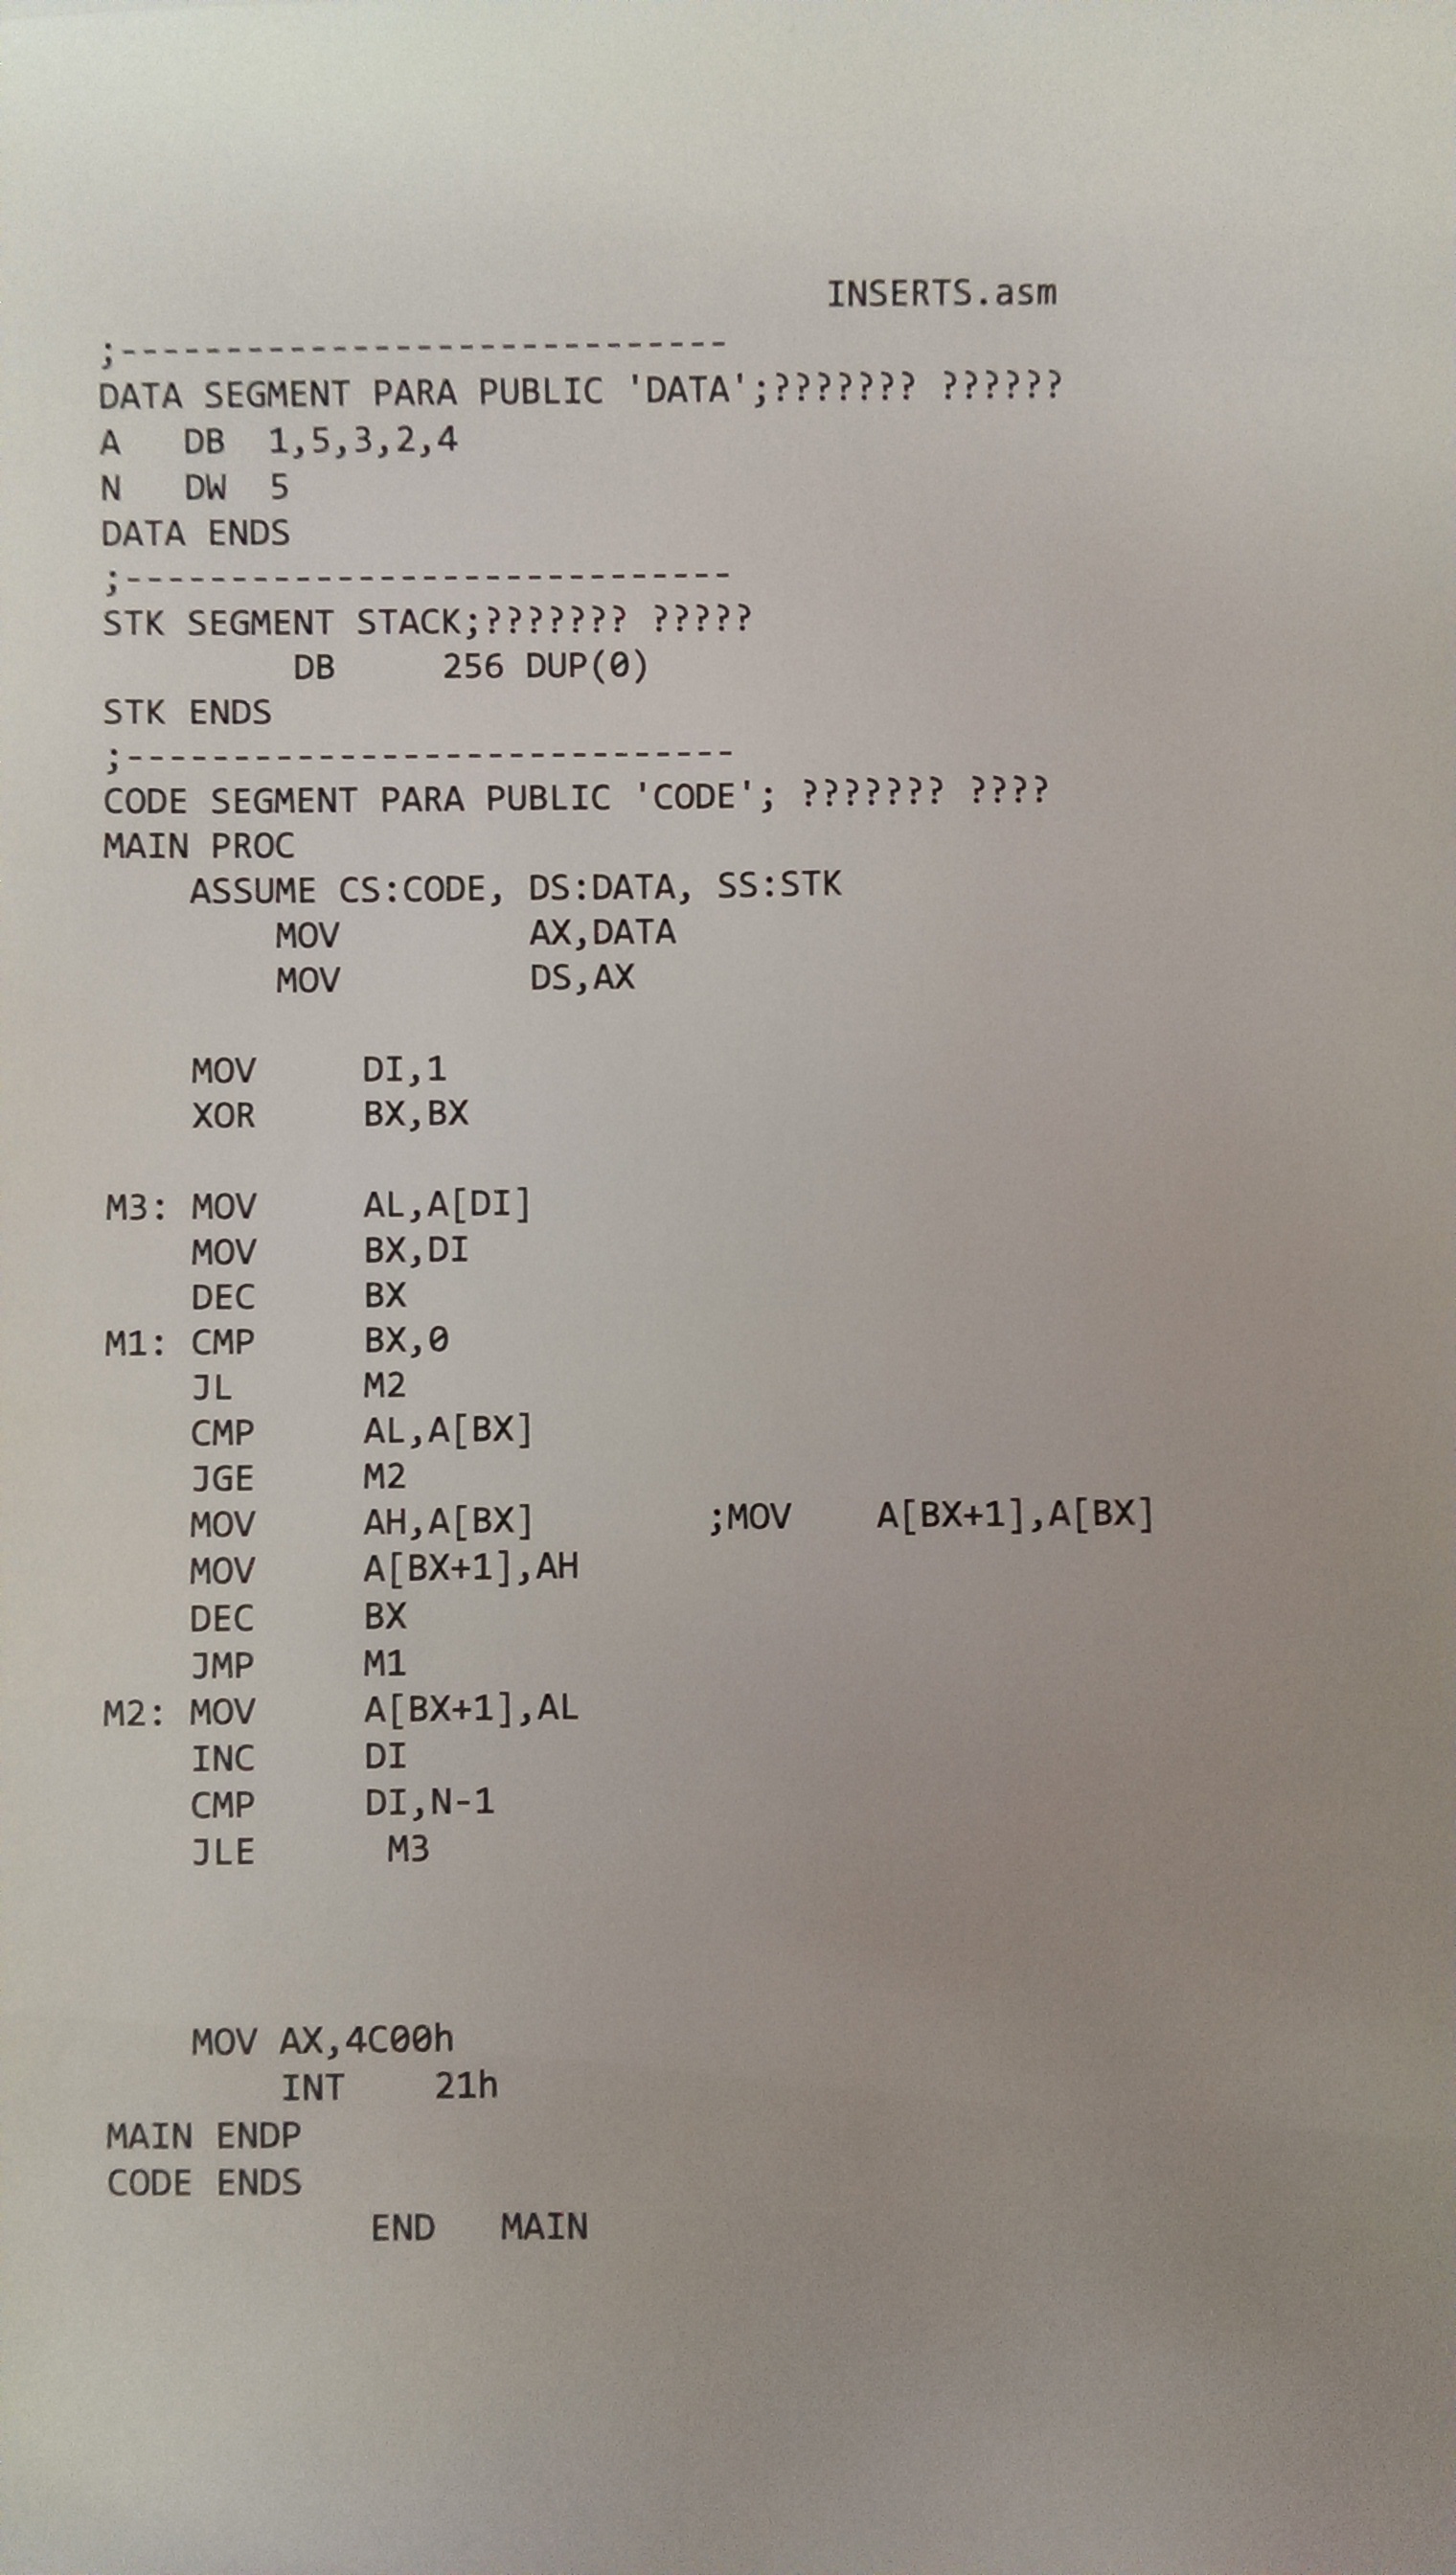 INSERTS.asm
;-----------------------------
DATA SEGMENT PARA PUBLIC 'DATA';??????? ??????
A   DB  1,5,3,2,4
N   DW  5
DATA ENDS
;-----------------------------
STK SEGMENT STACK;??????? ?????
         DB     256 DUP(0)
STK ENDS
;-----------------------------
CODE SEGMENT PARA PUBLIC 'CODE'; ??????? ????
MAIN PROC
    ASSUME CS:CODE, DS:DATA, SS:STK
        MOV         AX,DATA
        MOV         DS,AX
    MOV     DI,1
    XOR     BX,BX
M3: MOV     AL,A[DI]
    MOV     BX,DI
    DEC     BX
M1: CMP     BX,0
    JL      M2
    CMP     AL,A[BX]
    JGE     M2
    MOV     AH,A[BX]        ;MOV    A[BX+1],A[BX]
    MOV     A[BX+1],AH
    DEC     BX
    JMP     M1
M2: MOV     A[BX+1],AL
    INC     DI
    CMP     DI,N-1
    JLE      M3
    MOV AX,4C00h
        INT    21h
MAIN ENDP
CODE ENDS
            END   MAIN